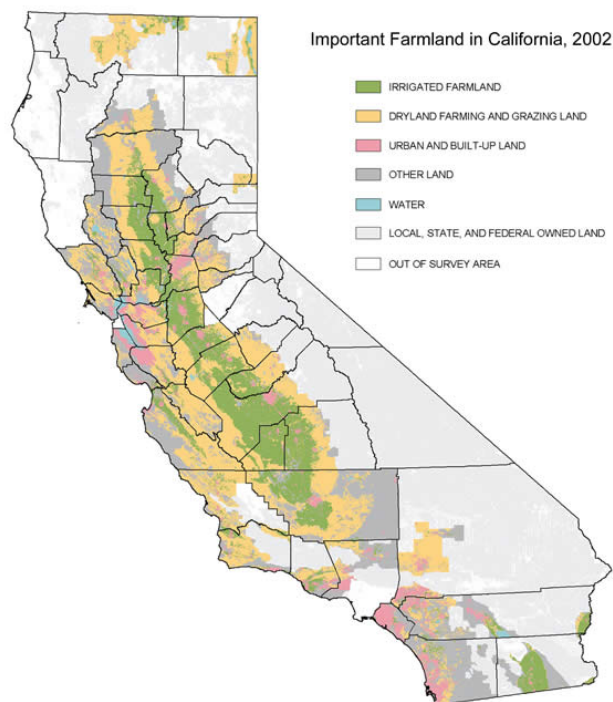 Important Farmland in California, 2002
IRRIGATED FARMLAND
DRYLAND FARMING AND GRAZING LAND
URBAN AND BUILT-UP LAND
OTHER LAND
WATER
LOCAL, STATE, AND FEDERAL OWNED LAND
OUT OF SURVEY AREA